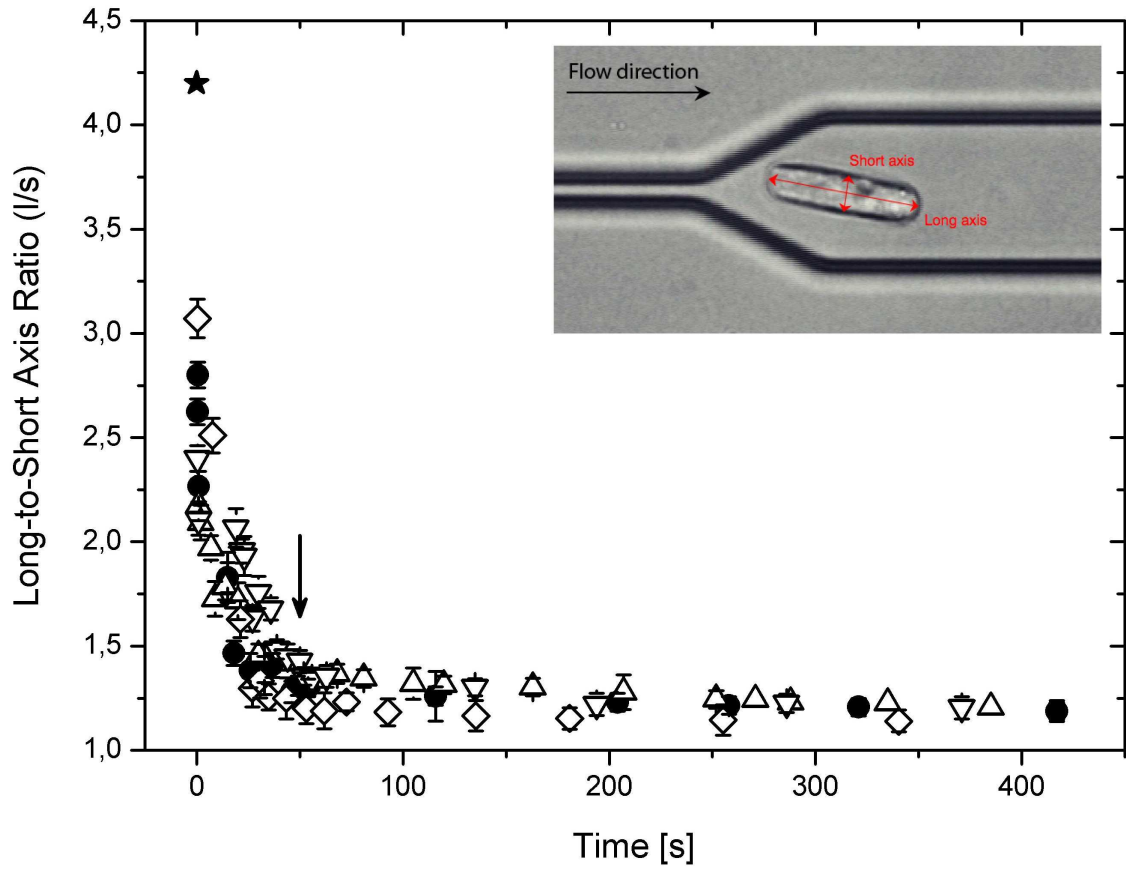 4,5
4,0
3,5
3,0
2,5
2,0
1,5
1,0
Long-to-Short Axis Ratio (l/s)
Flow direction
Short axis
Long axis
0
100
200
300
400
Time [s]